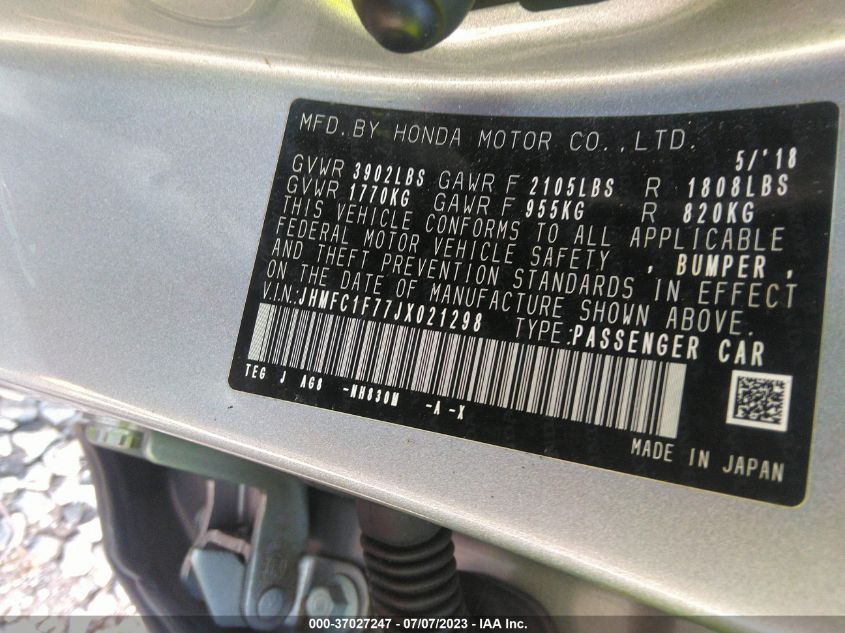 MFD. BY HONDA MOTOR CO.,LTD. 5/'18
GVWR 3902LBS GAWR F 2105LBS R 1808LBS
GVWR 1770KG GAWR F 955KG R 820KG
THIS VEHICLE CONFORMS TO ALL APPLICABLE
FEDERAL MOTOR VEHICLE SAFETY , BUMPER ,
AND THEFT PREVENTION STANDARDS IN EFFECT
ON THE DATE OF MANUFACTURE SHOWN ABOVE.
V.IN:JHMFC1F77JX021298 TYPE:PASSENGER CAR
TEG J AG8 -NH830M -A -X
MADE IN JAPAN
000-37027247 - 07/07/2023 - IAA Inc.